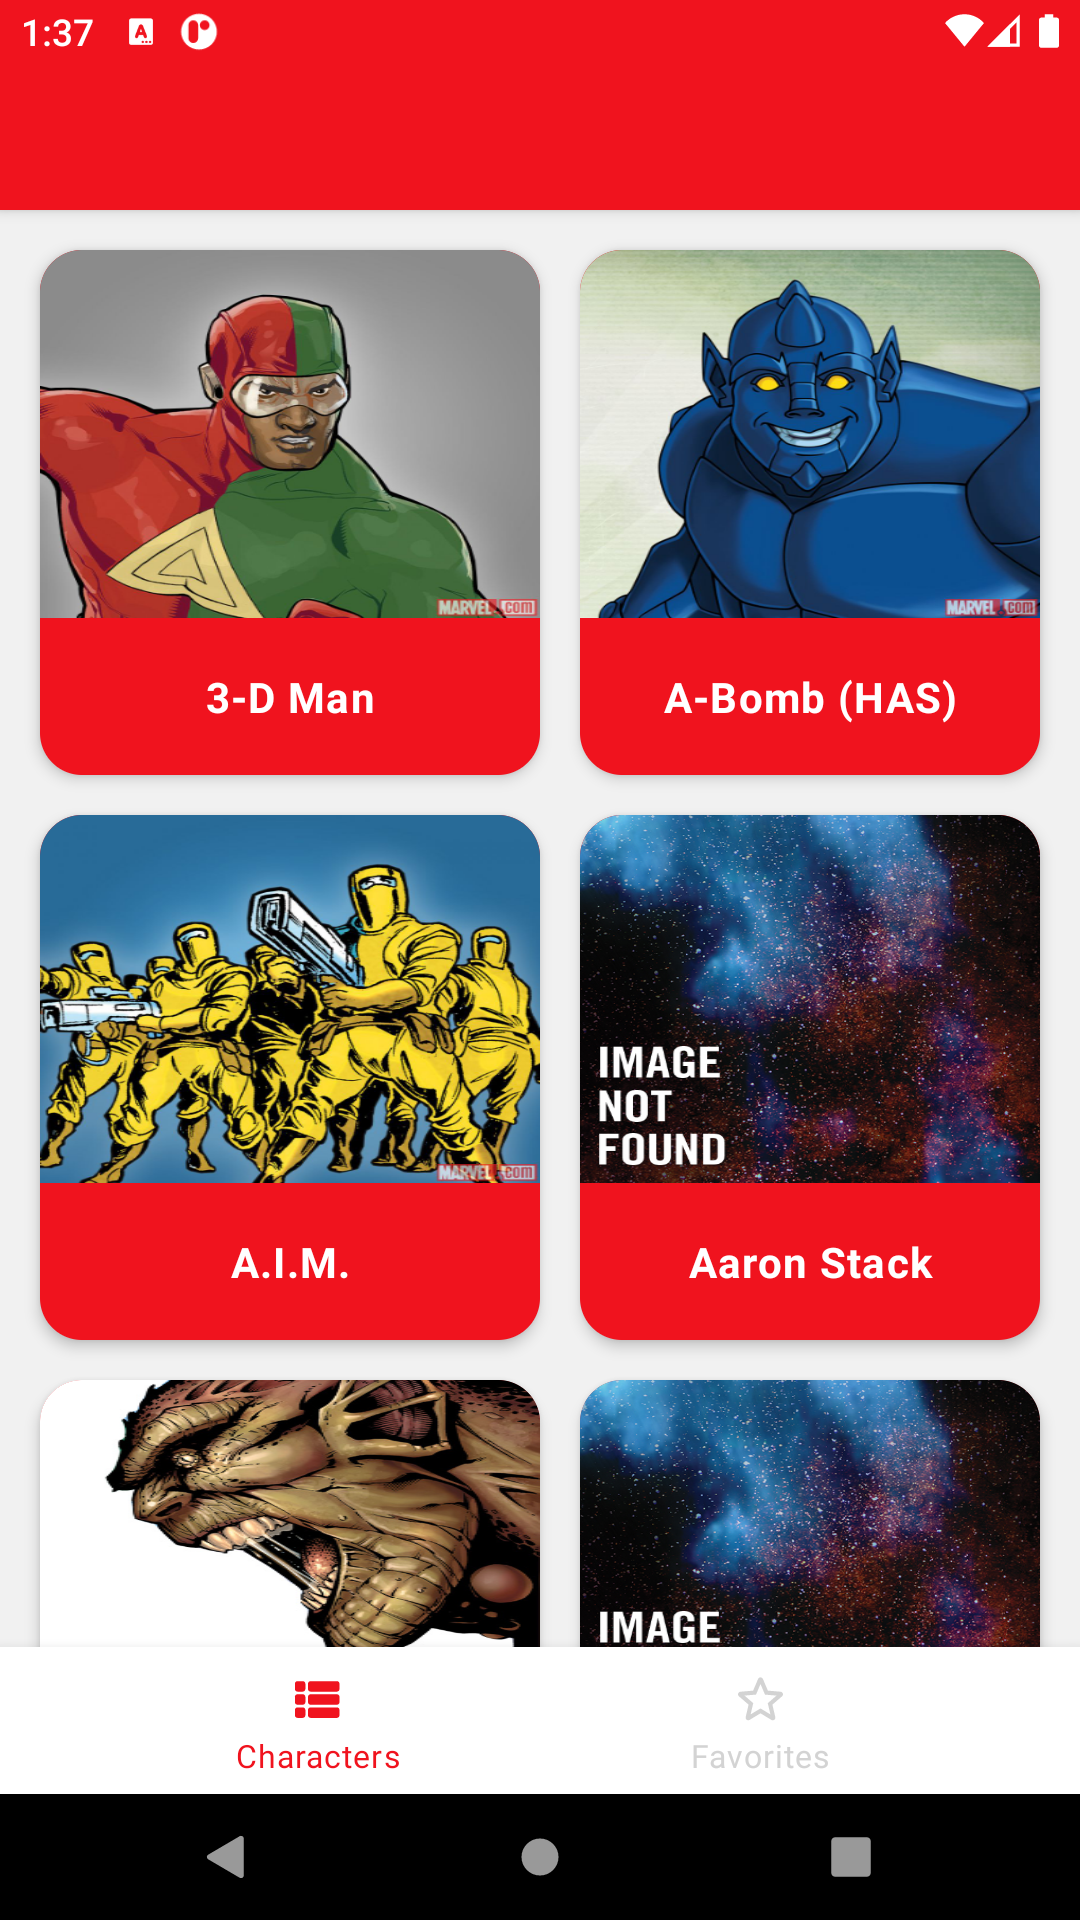 1:37
MARVEL.com
MARVEL.com
3-D Man
A-Bomb (HAS)
MARVEL.com
IMAGE
NOT
FOUND
A.I.M.
Aaron Stack
IMAGE
Characters
Favorites